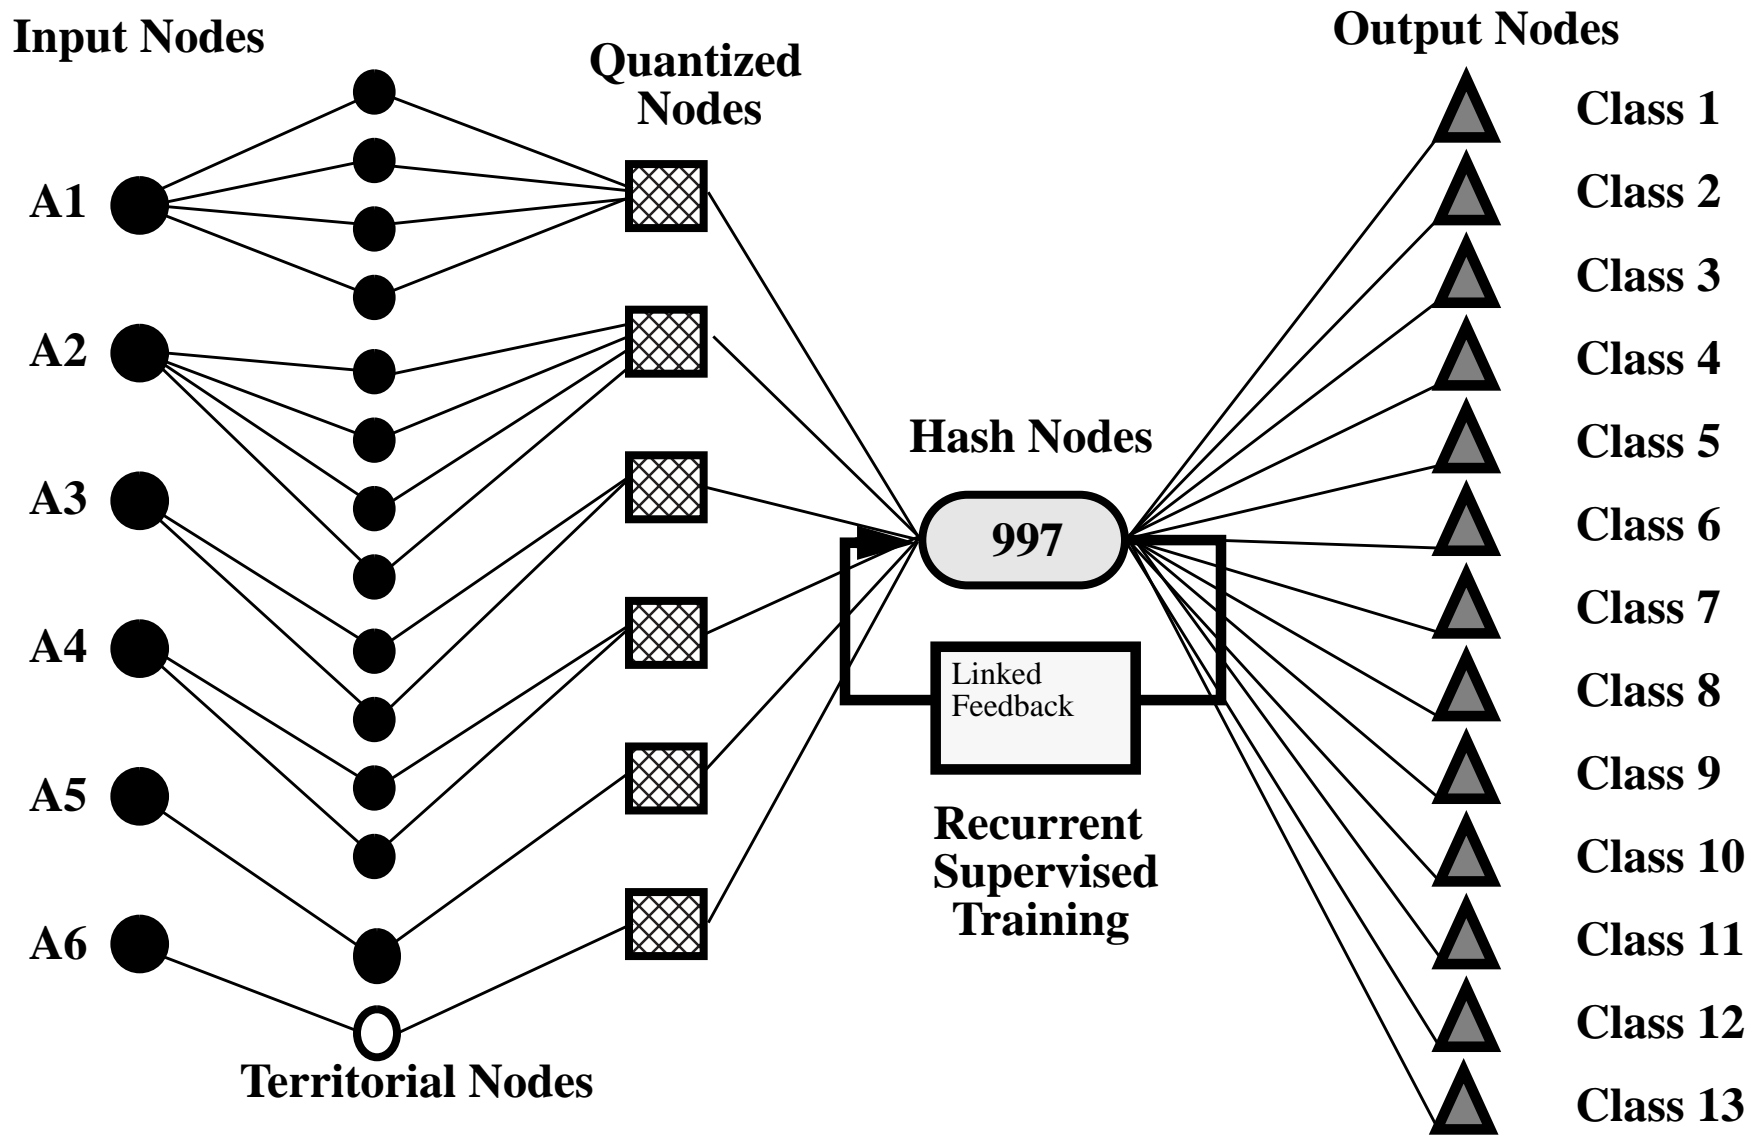 Input Nodes
Quantized
Nodes
Output Nodes
A1
A2
A3
A4
A5
A6
Territorial Nodes
Hash Nodes
997
Linked
Feedback
Recurrent
Supervised
Training
Class 1
Class 2
Class 3
Class 4
Class 5
Class 6
Class 7
Class 8
Class 9
Class 10
Class 11
Class 12
Class 13